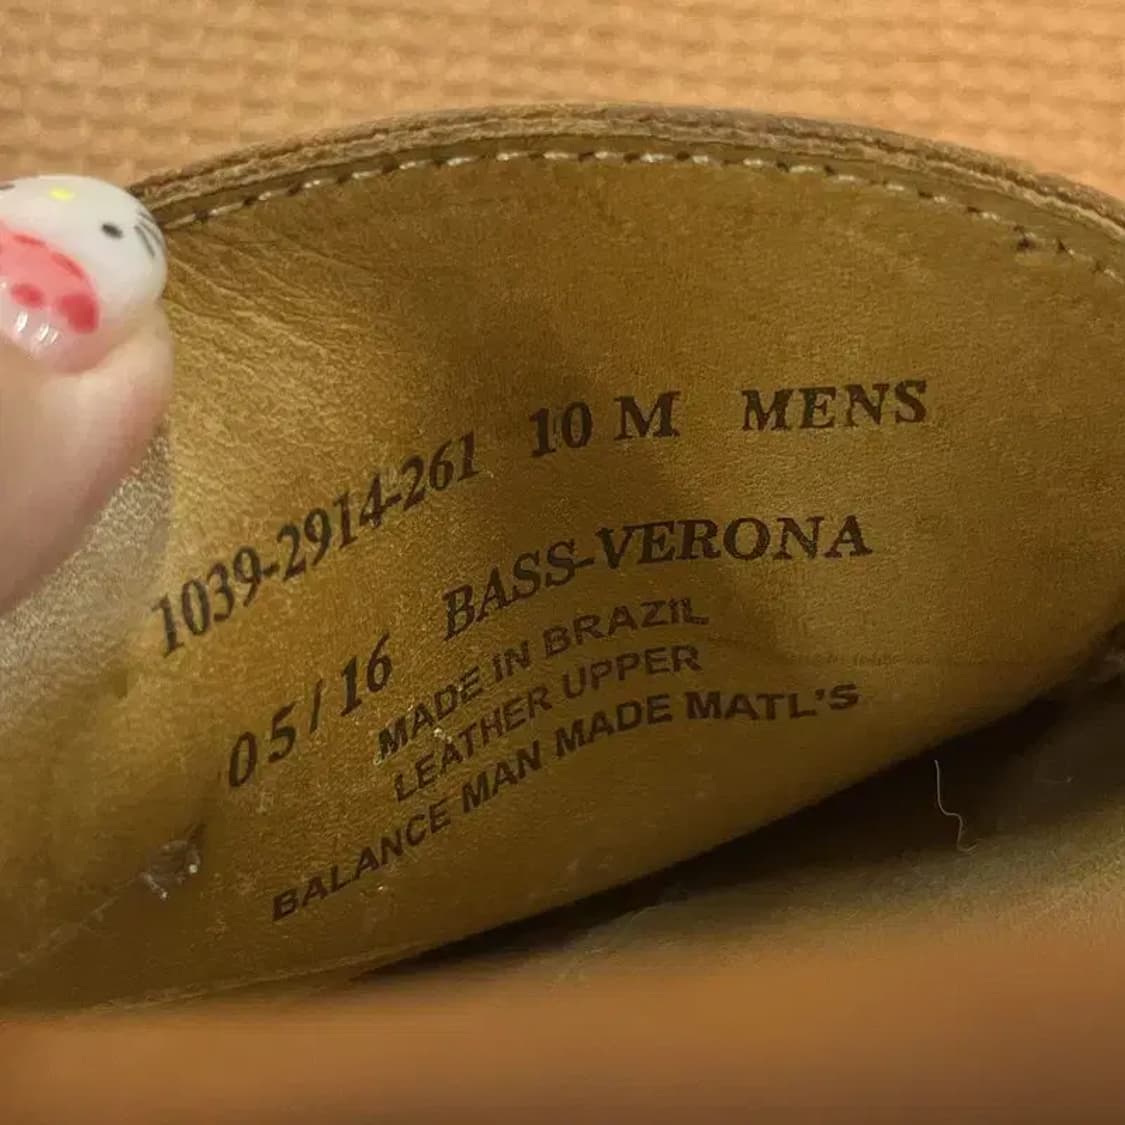 1039-2914-261 10 M MENS
05/16 BASS-VERONA
MADE IN BRAZIL
LEATHER UPPER
BALANCE MAN MADE MATL'S